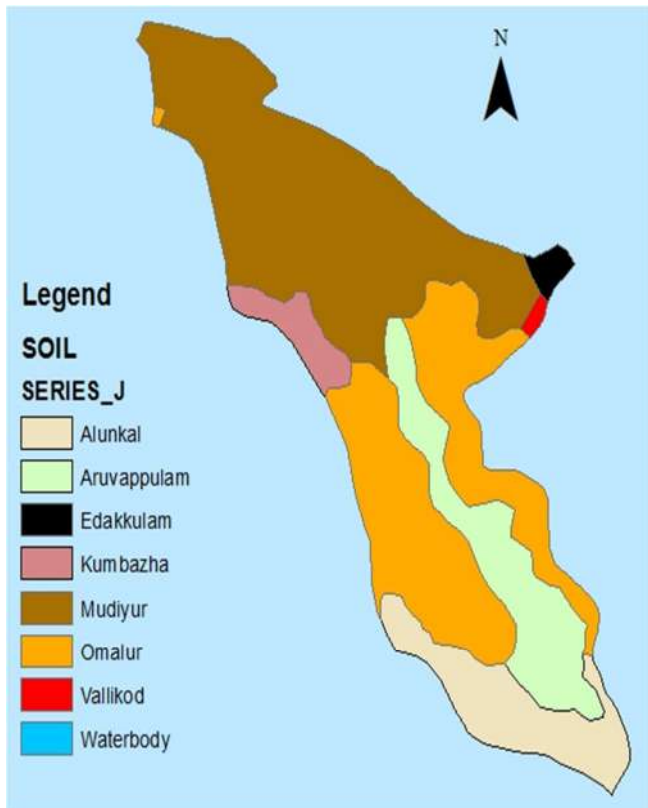 N
Legend
SOIL
SERIES_J
Alunkal
Aruvappulam
Edakkulam
Kumbazha
Mudiyur
Omalur
Vallikod
Waterbody